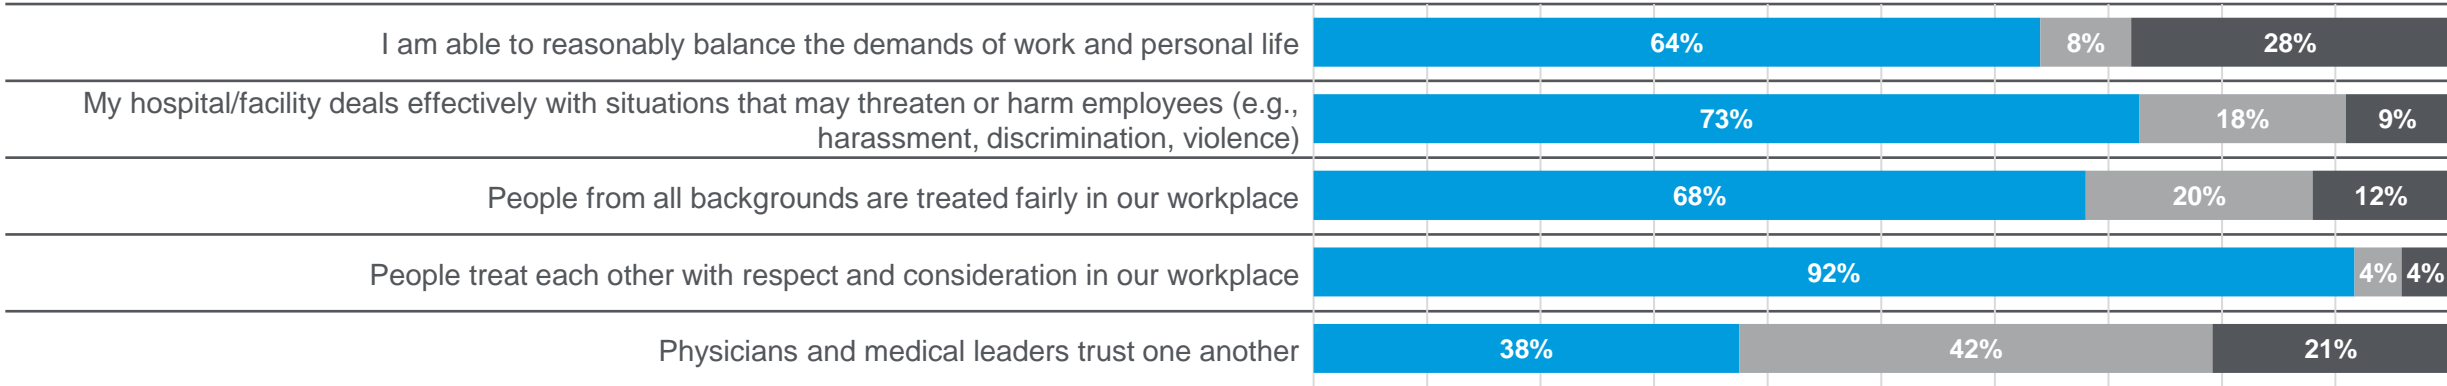 I am able to reasonably balance the demands of work and personal life 64% 8% 28%
My hospital/facility deals effectively with situations that may threaten or harm employees (e.g.,
harassment, discrimination, violence) 73% 18% 9%
People from all backgrounds are treated fairly in our workplace 68% 20% 12%
People treat each other with respect and consideration in our workplace 92% 4% 4%
Physicians and medical leaders trust one another 38% 42% 21%